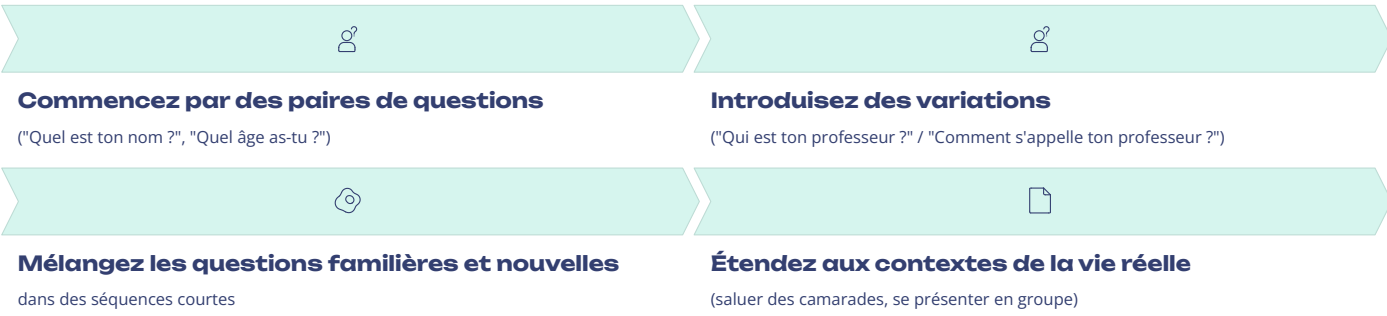 Commencez par des paires de questions
("Quel est ton nom ?", "Quel âge as-tu ?")
Introduisez des variations
("Qui est ton professeur ?" / "Comment s'appelle ton professeur ?")
Mélangez les questions familières et nouvelles
dans des séquences courtes
Étendez aux contextes de la vie réelle
(saluer des camarades, se présenter en groupe)